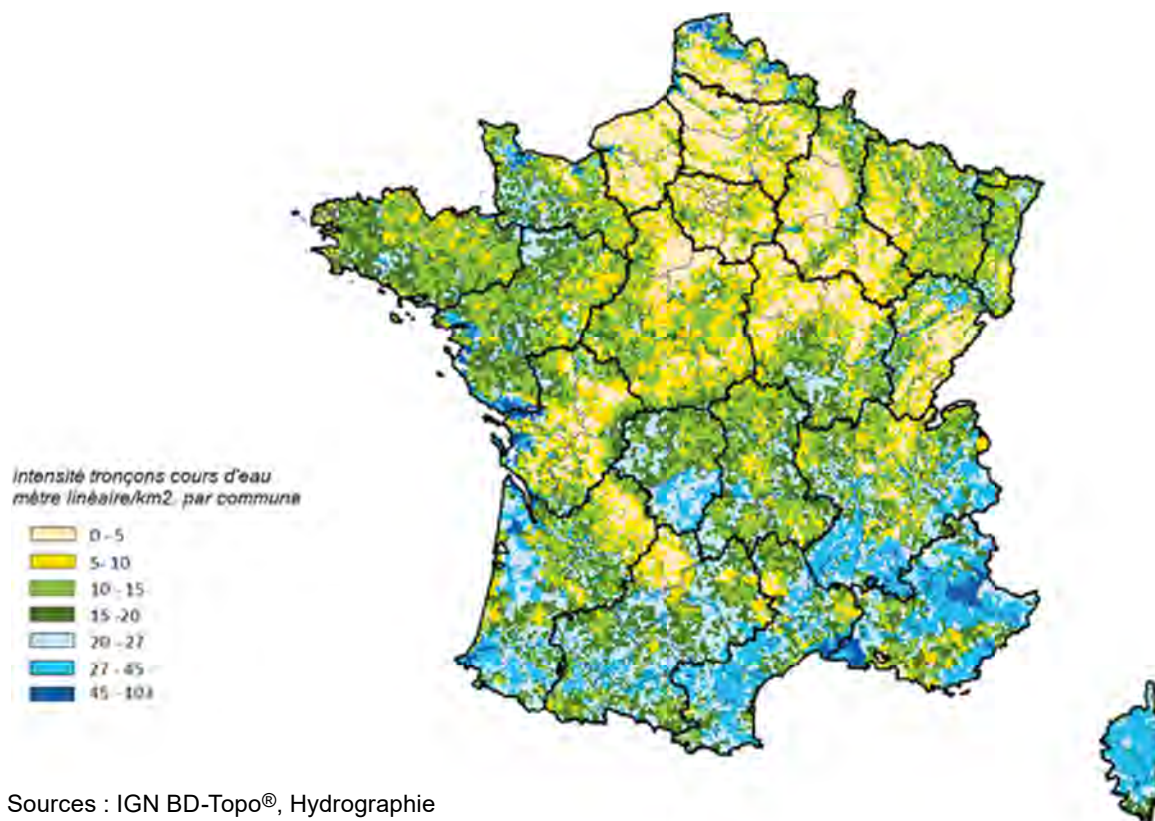 intensité tronçons cours d'eau
mètre linéaire/km2, par commune
0 - 5
5- 10
10 - 15
15 -20
20 -27
27 - 45
45 -103
Sources : IGN BD-Topo®, Hydrographie